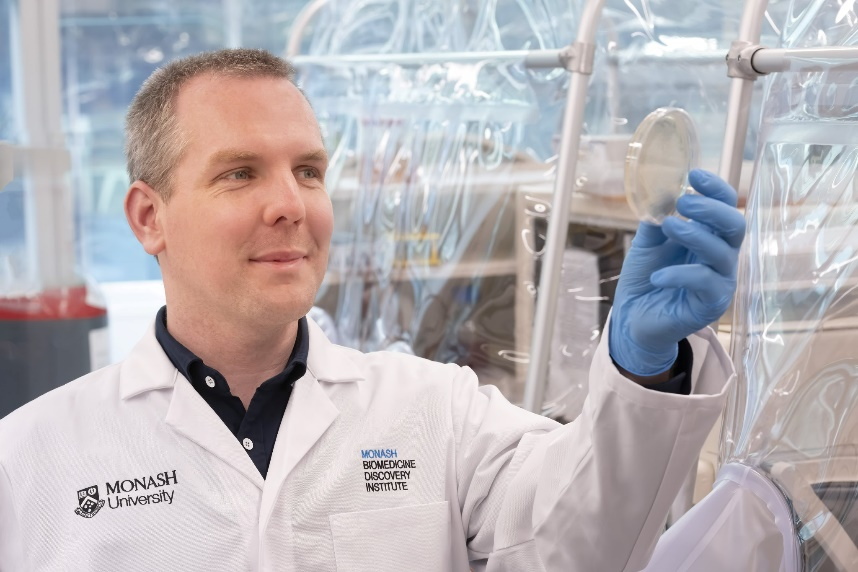 MONASH
University
MONASH
BIOMEDICINE
DISCOVERY
INSTITUTE